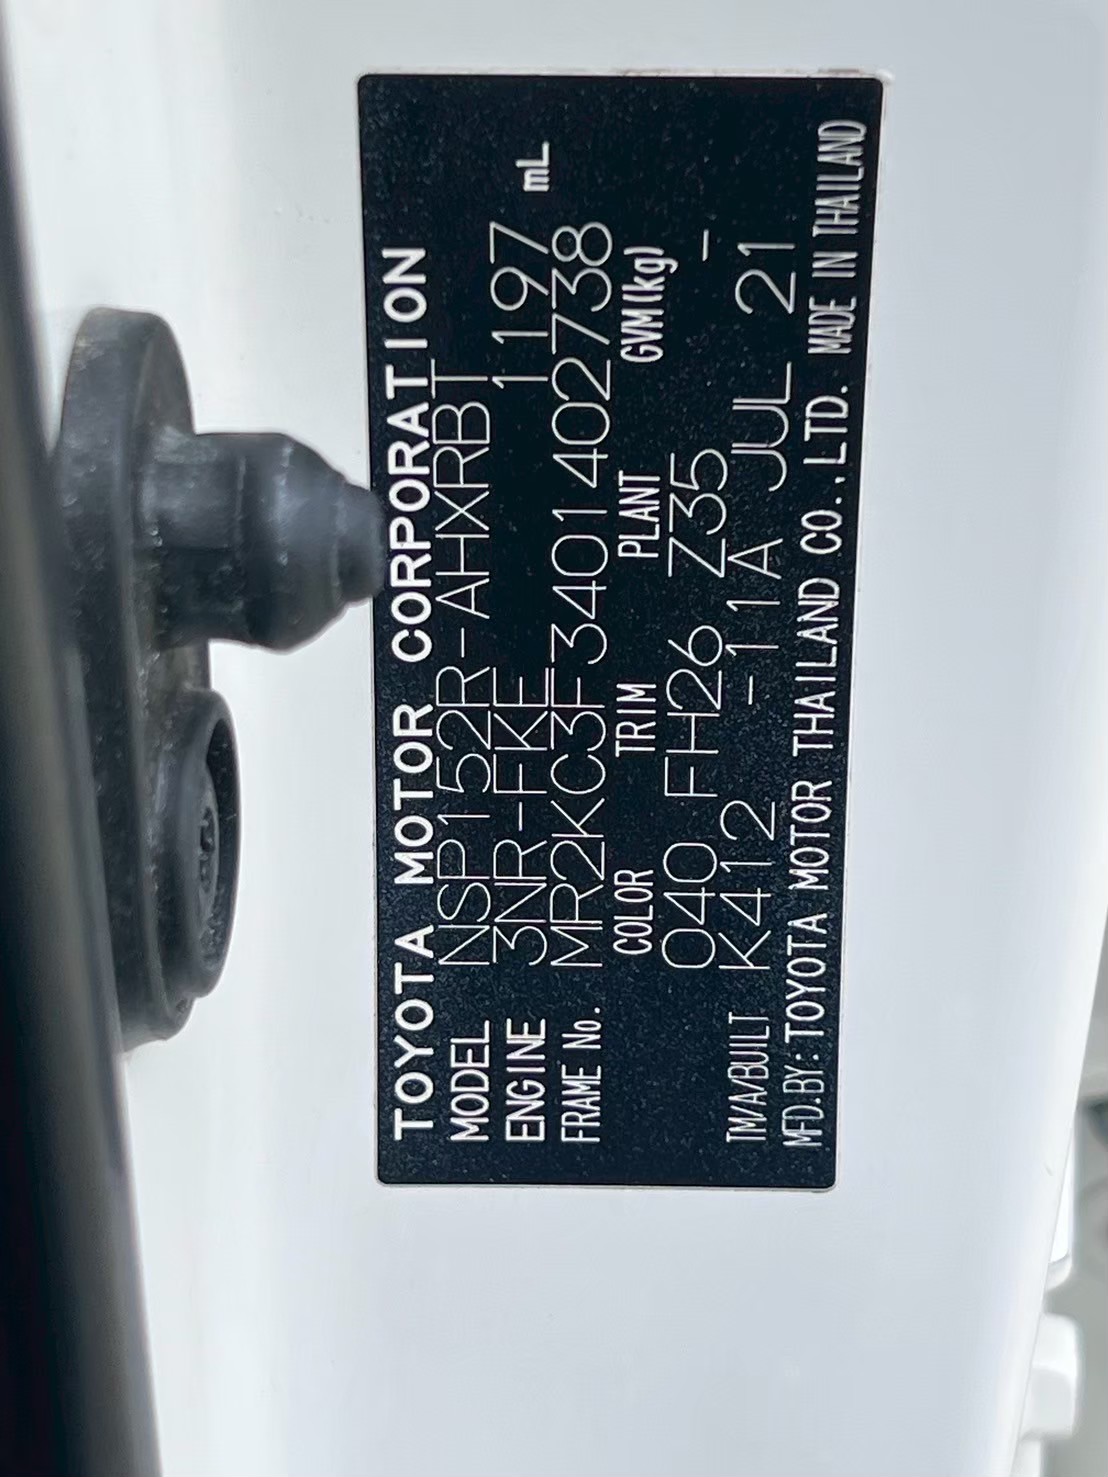 TOYOTA MOTOR CORPORATION
MODEL NSP152R-AHXRBT
ENGINE 3NR-FKE 1197 mL
FRAME No. MR2KC3F3401402738
COLOR TRIM PLANT GVM(kg)
040 FH26 Z35 -
TM/A/BUILT K412 -11A JUL 21
MFD.BY: TOYOTA MOTOR THAILAND CO.,LTD. MADE IN THAILAND